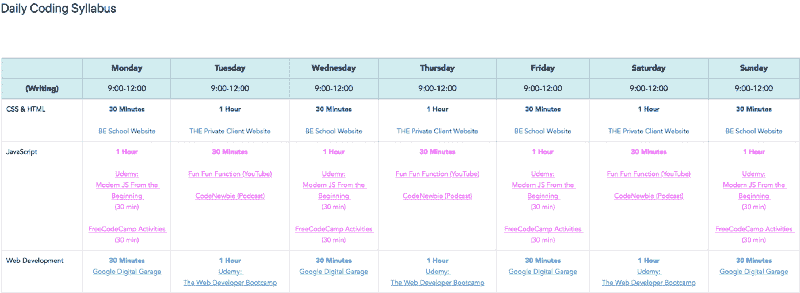 Daily Coding Syllabus
Monday Tuesday Wednesday Thursday Friday Saturday Sunday
(Writing) 9:00-12:00 9:00-12:00 9:00-12:00 9:00-12:00 9:00-12:00 9:00-12:00 9:00-12:00
CSS & HTML 30 Minutes 1 Hour 30 Minutes 1 Hour 30 Minutes 1 Hour 30 Minutes
BE School Website THE Private Client Website BE School Website THE Private Client Website BE School Website THE Private Client Website BE School Website
JavaScript 1 Hour 30 Minutes 1 Hour 30 Minutes 1 Hour 30 Minutes 1 Hour
Udemy: Fun Fun Function (YouTube) Udemy: Fun Fun Function (YouTube) Udemy: Fun Fun Function (YouTube) Udemy:
Modern JS From the Modern JS From the Modern JS From the Modern JS From the
Beginning CodeNewbie (Podcast) Beginning CodeNewbie (Podcast) Beginning CodeNewbie (Podcast) Beginning
(30 min) (30 min) (30 min) (30 min)
FreeCodeCamp Activities FreeCodeCamp Activities FreeCodeCamp Activities FreeCodeCamp Activities
(30 min) (30 min) (30 min) (30 min)
Web Development 30 Minutes 1 Hour 30 Minutes 1 Hour 30 Minutes 1 Hour 30 Minutes
Google Digital Garage Udemy: Google Digital Garage Udemy: Google Digital Garage Udemy: Google Digital Garage
The Web Developer Bootcamp The Web Developer Bootcamp The Web Developer Bootcamp